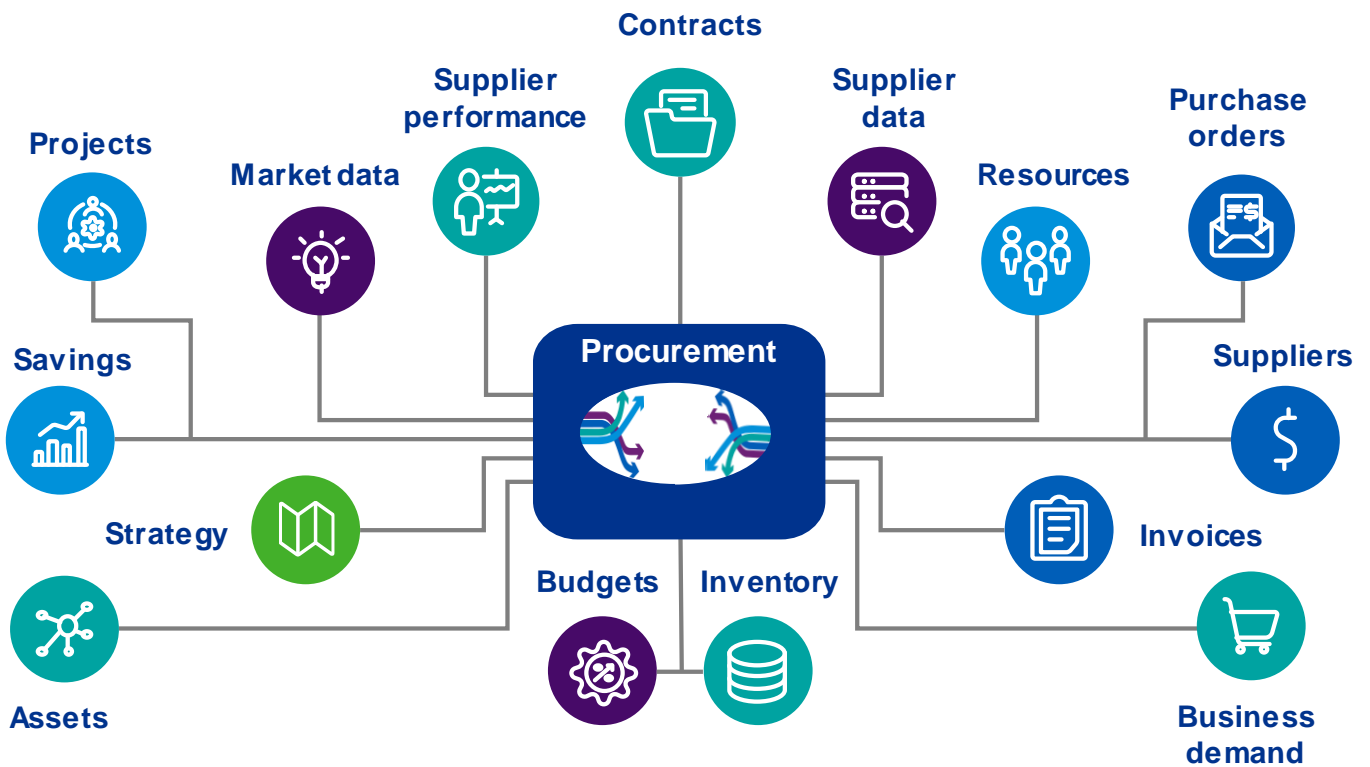 Contracts
Supplier
performance
Supplier
data
Purchase
orders
Projects
Market data
Resources
Procurement
Savings
Suppliers
Strategy
Invoices
Budgets
Inventory
Assets
Business
demand